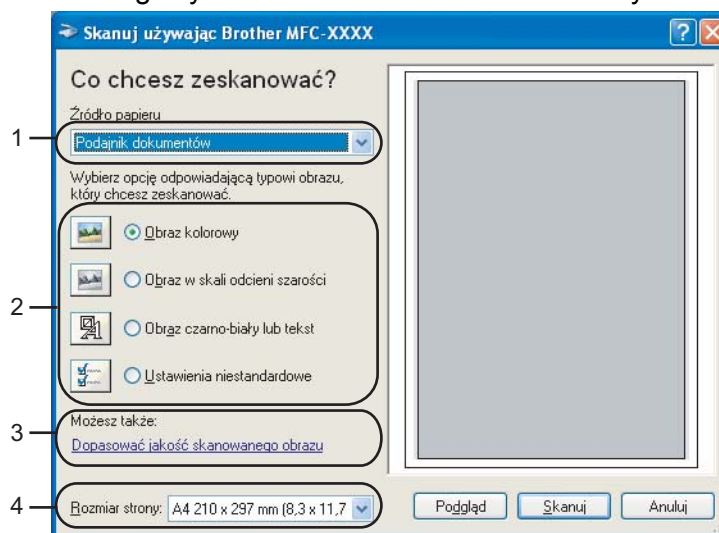 Skanuj używając Brother MFC-XXXX
Co chcesz zeskanować?
Źródło papieru
1
Podajnik dokumentów
Wybierz opcję odpowiadającą typowi obrazu,
który chcesz zeskanować.
2
Obraz kolorowy
Obraz w skali odcieni szarości
Obraz czarno-biały lub tekst
Ustawienia niestandardowe
3
Możesz także:
Dopasować jakość skanowanego obrazu
4
Rozmiar strony: A4 210 x 297 mm (8,3 x 11,7
Podgląd Skanuj Anuluj